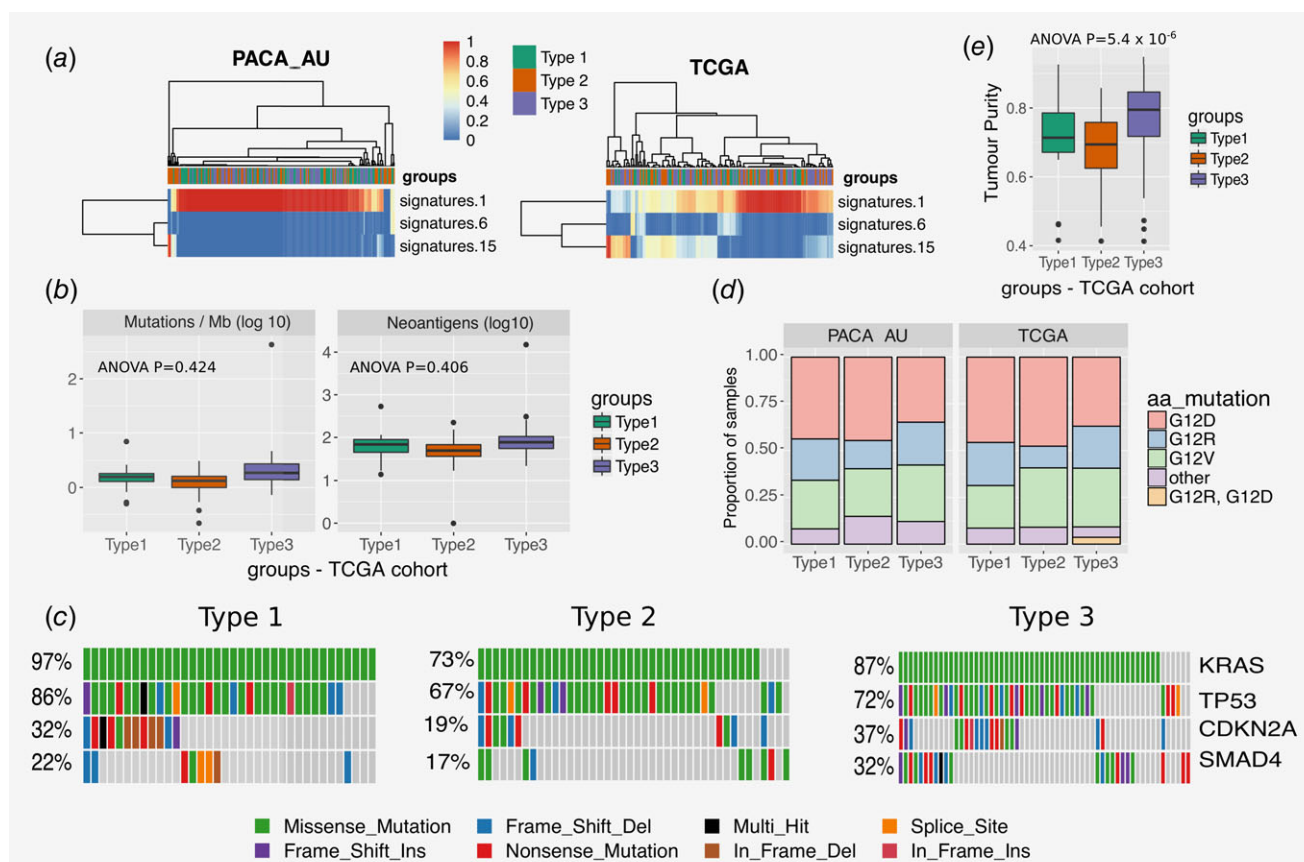 (a)
PACA_AU
1
0.8
0.6
0.4
0.2
0
Type 1
Type 2
Type 3
TCGA
groups
signatures.1
signatures.6
signatures.15
groups
signatures.1
signatures.6
signatures.15
(e)
ANOVA P=5.4 x 10-6
Tumour Purity
0.8
0.6
0.4
Type1 Type2 Type3
groups - TCGA cohort
groups
Type1
Type2
Type3
(b)
Mutations / Mb (log 10)
ANOVA P=0.424
2
1
0
Type1 Type2 Type3
Neoantigens (log10)
ANOVA P=0.406
4
3
2
1
0
Type1 Type2 Type3
groups - TCGA cohort
groups
Type1
Type2
Type3
(d)
PACA AU
TCGA
Proportion of samples
1.00
0.75
0.50
0.25
0.00
Type1 Type2 Type3
Type1 Type2 Type3
aa_mutation
G12D
G12R
G12V
other
G12R, G12D
(c)
Type 1
97%
86%
32%
22%
Type 2
73%
67%
19%
17%
Type 3
87%
72%
37%
32%
KRAS
TP53
CDKN2A
SMAD4
Missense_Mutation
Frame_Shift_Del
Multi_Hit
Splice_Site
Frame_Shift_Ins
Nonsense_Mutation
In_Frame_Del
In_Frame_Ins